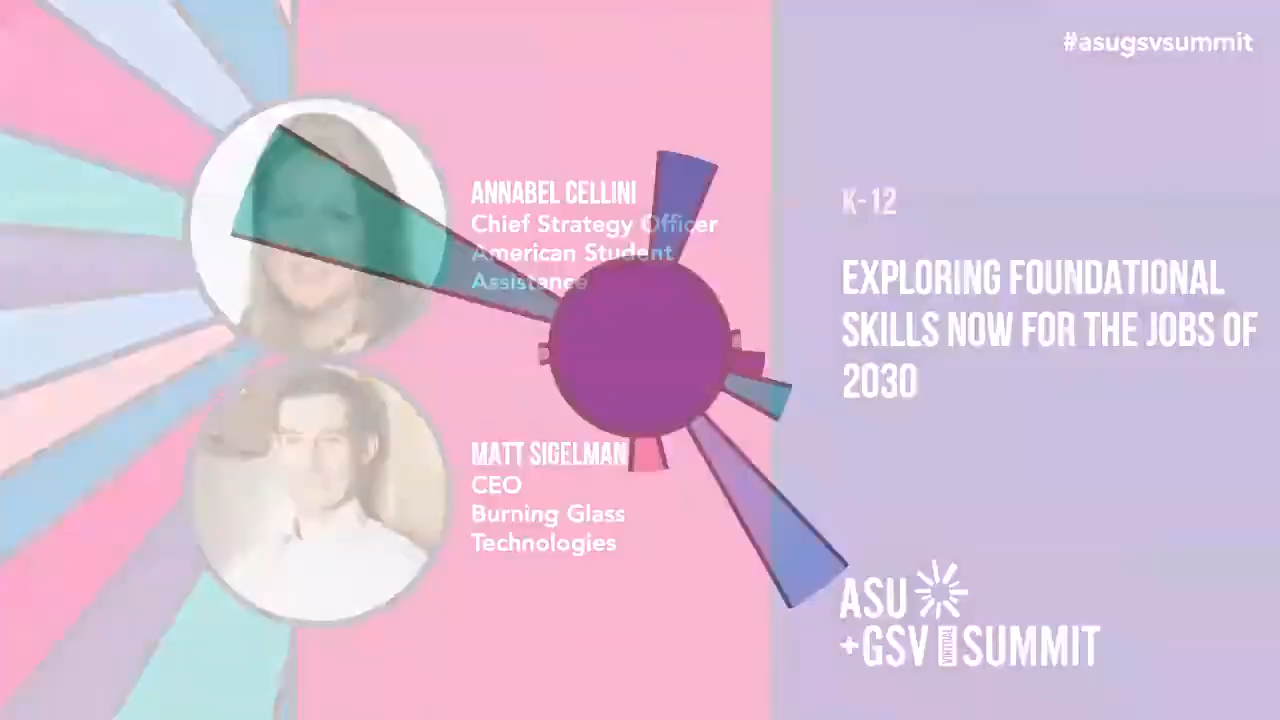 #asugsvsummit
ANNABEL CELLINI
Chief Strategy Officer
American Student
Assistance
MATT SIGELMAN
CEO
Burning Glass
Technologies
K-12
EXPLORING FOUNDATIONAL
SKILLS NOW FOR THE JOBS OF
2030
ASU
+GSV VIRTUAL SUMMIT